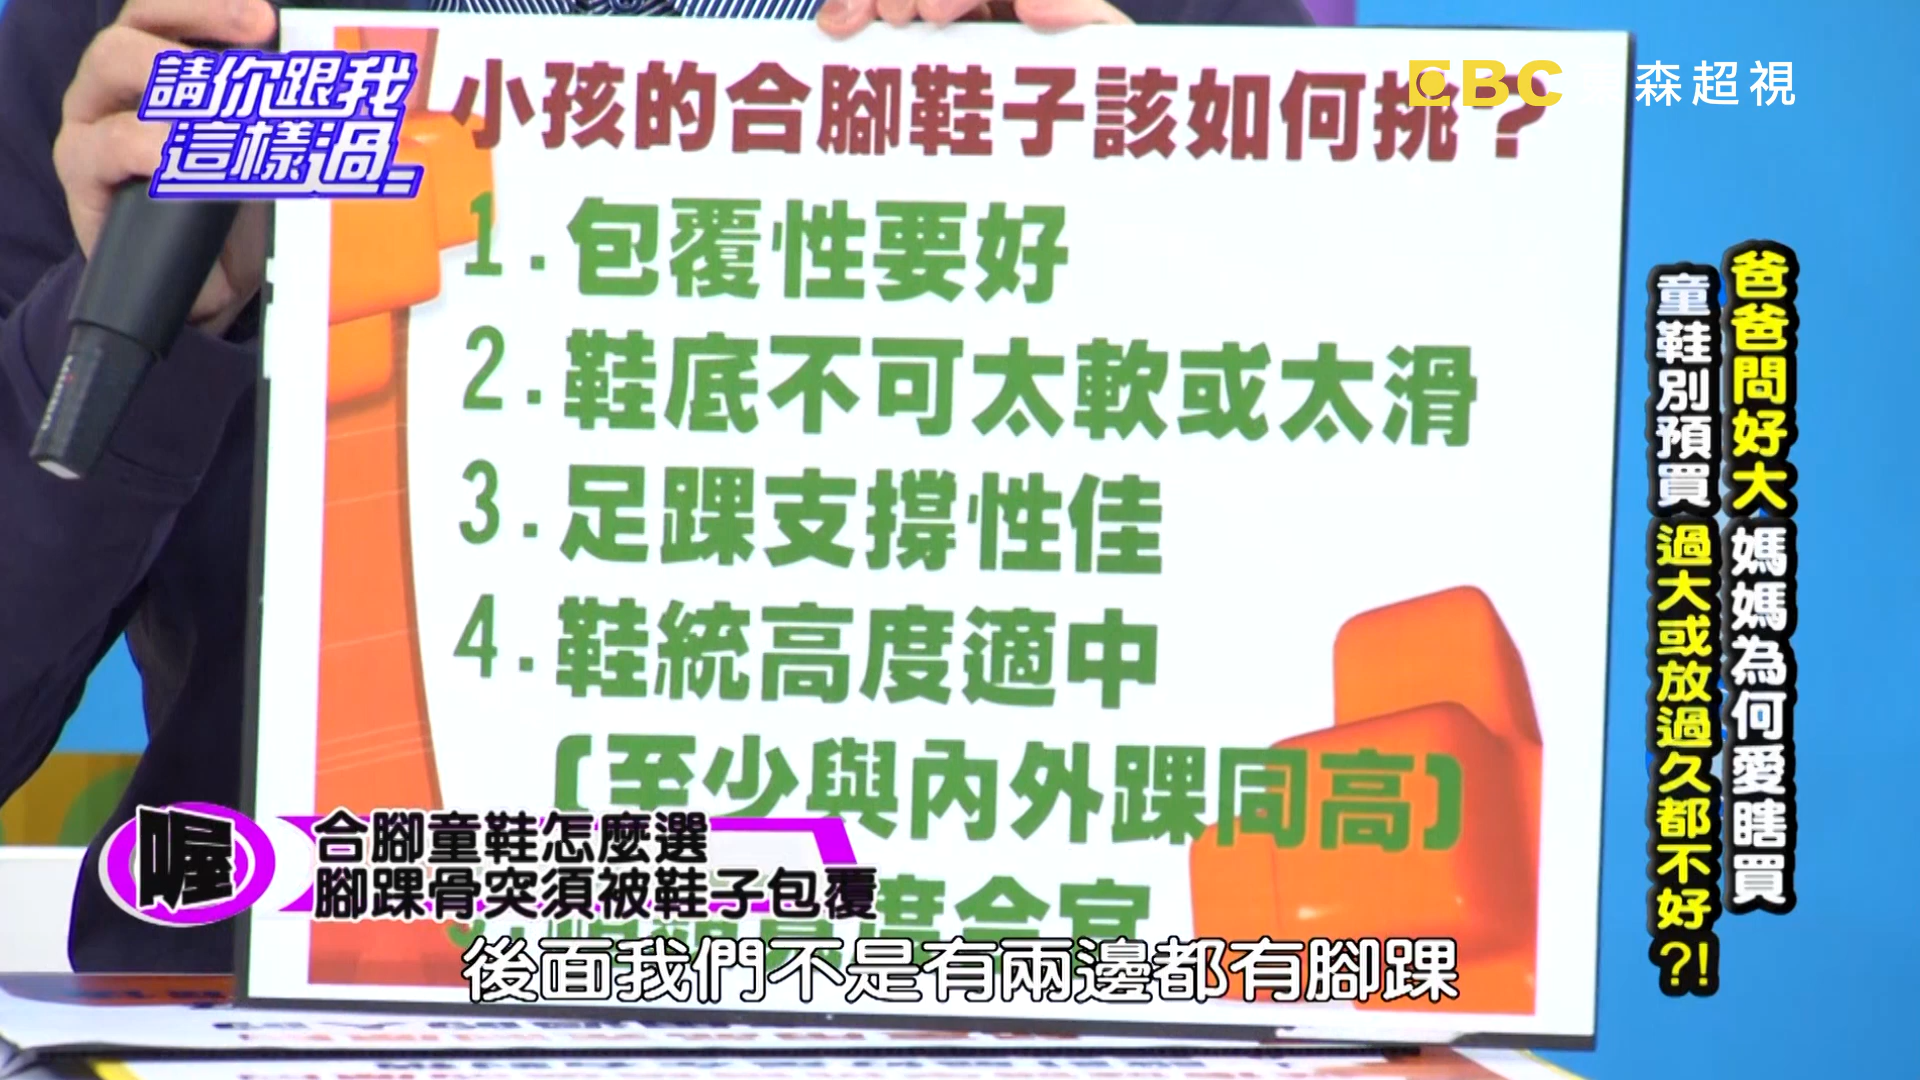 請你跟我
這樣過
EBC 東森超視
小孩的合腳鞋子該如何挑?
1.包覆性要好
2.鞋底不可太軟或太滑
3.足踝支撐性佳
4.鞋統高度適中
(至少與內外踝同高)
度合宜
爸爸問好大 媽媽為何愛瞎買
童鞋別預買 過大或放過久都不好?!
喔
合腳童鞋怎麼選
腳踝骨突須被鞋子包覆
後面我們不是有兩邊都有腳踝